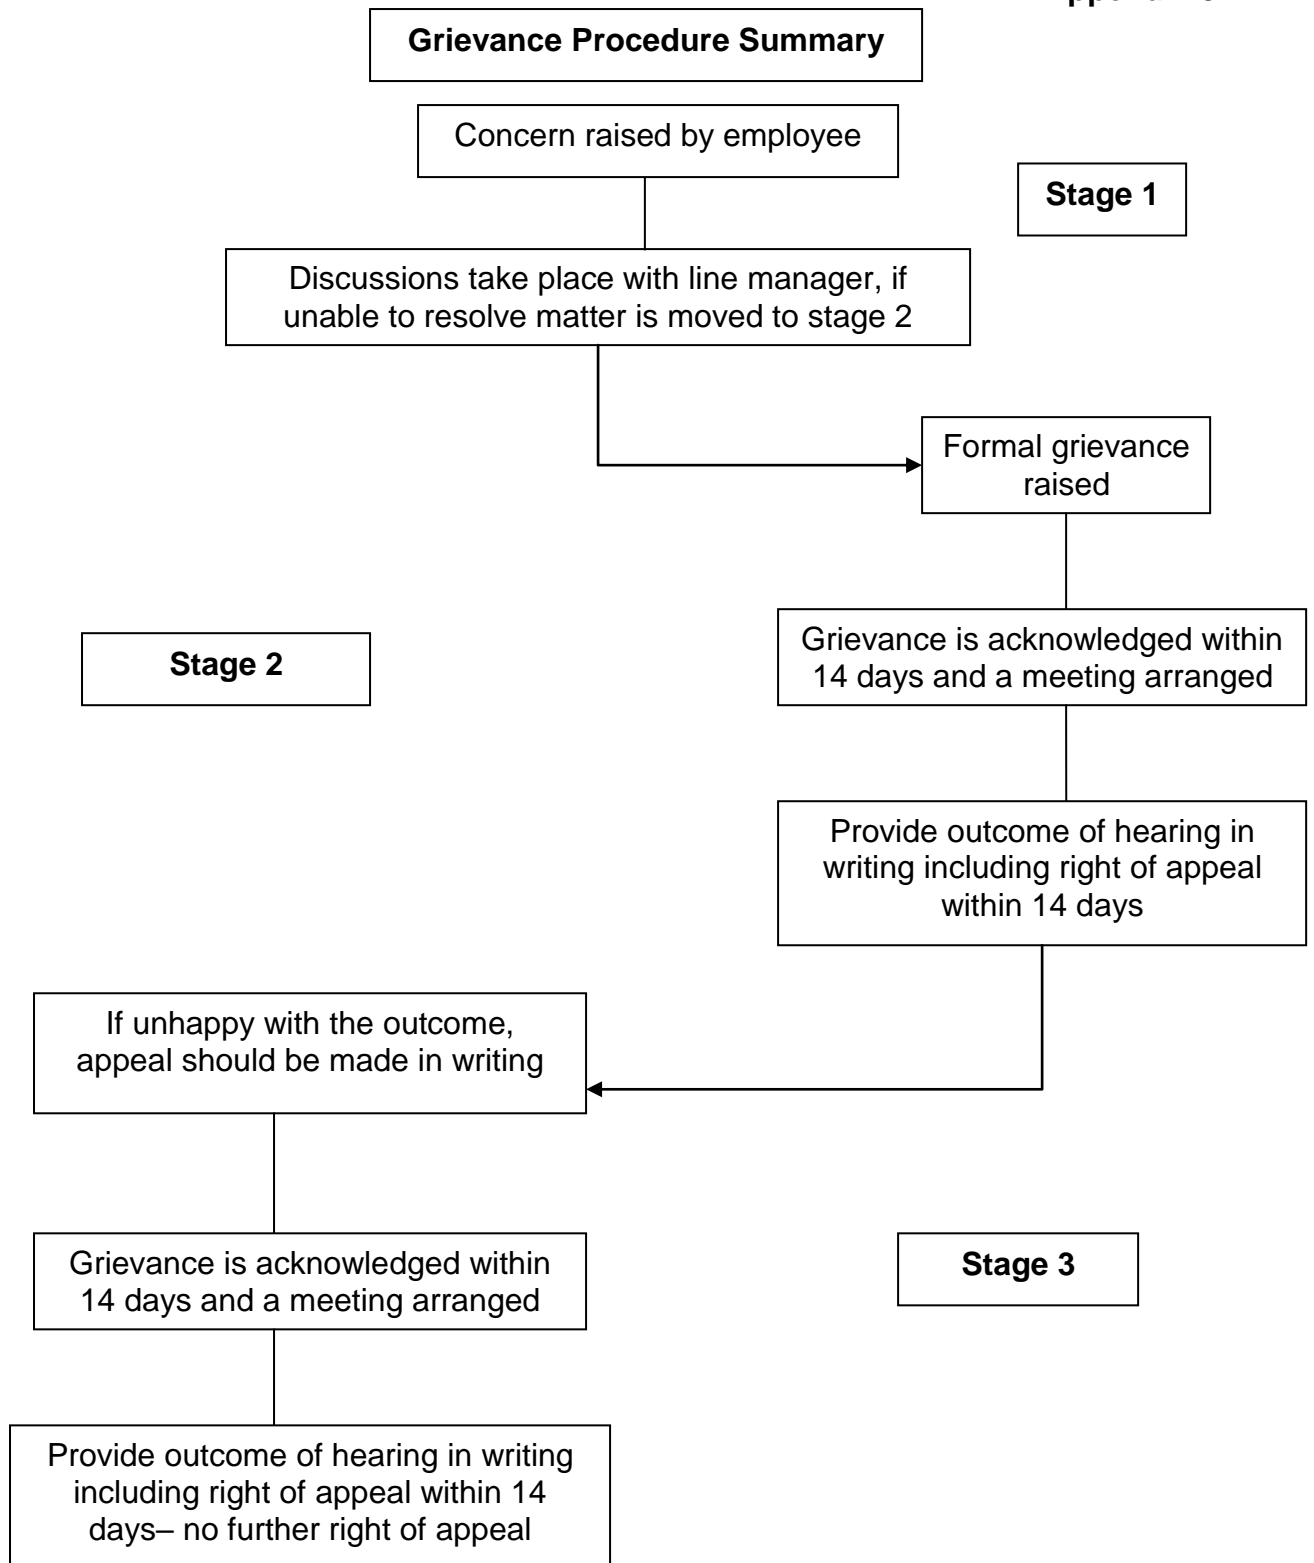 Grievance Procedure Summary
Concern raised by employee
Stage 1
Discussions take place with line manager, if
unable to resolve matter is moved to stage 2
Formal grievance
raised
Stage 2
Grievance is acknowledged within
14 days and a meeting arranged
Provide outcome of hearing in
writing including right of appeal
within 14 days
If unhappy with the outcome,
appeal should be made in writing
Grievance is acknowledged within
14 days and a meeting arranged
Stage 3
Provide outcome of hearing in writing
including right of appeal within 14
days– no further right of appeal